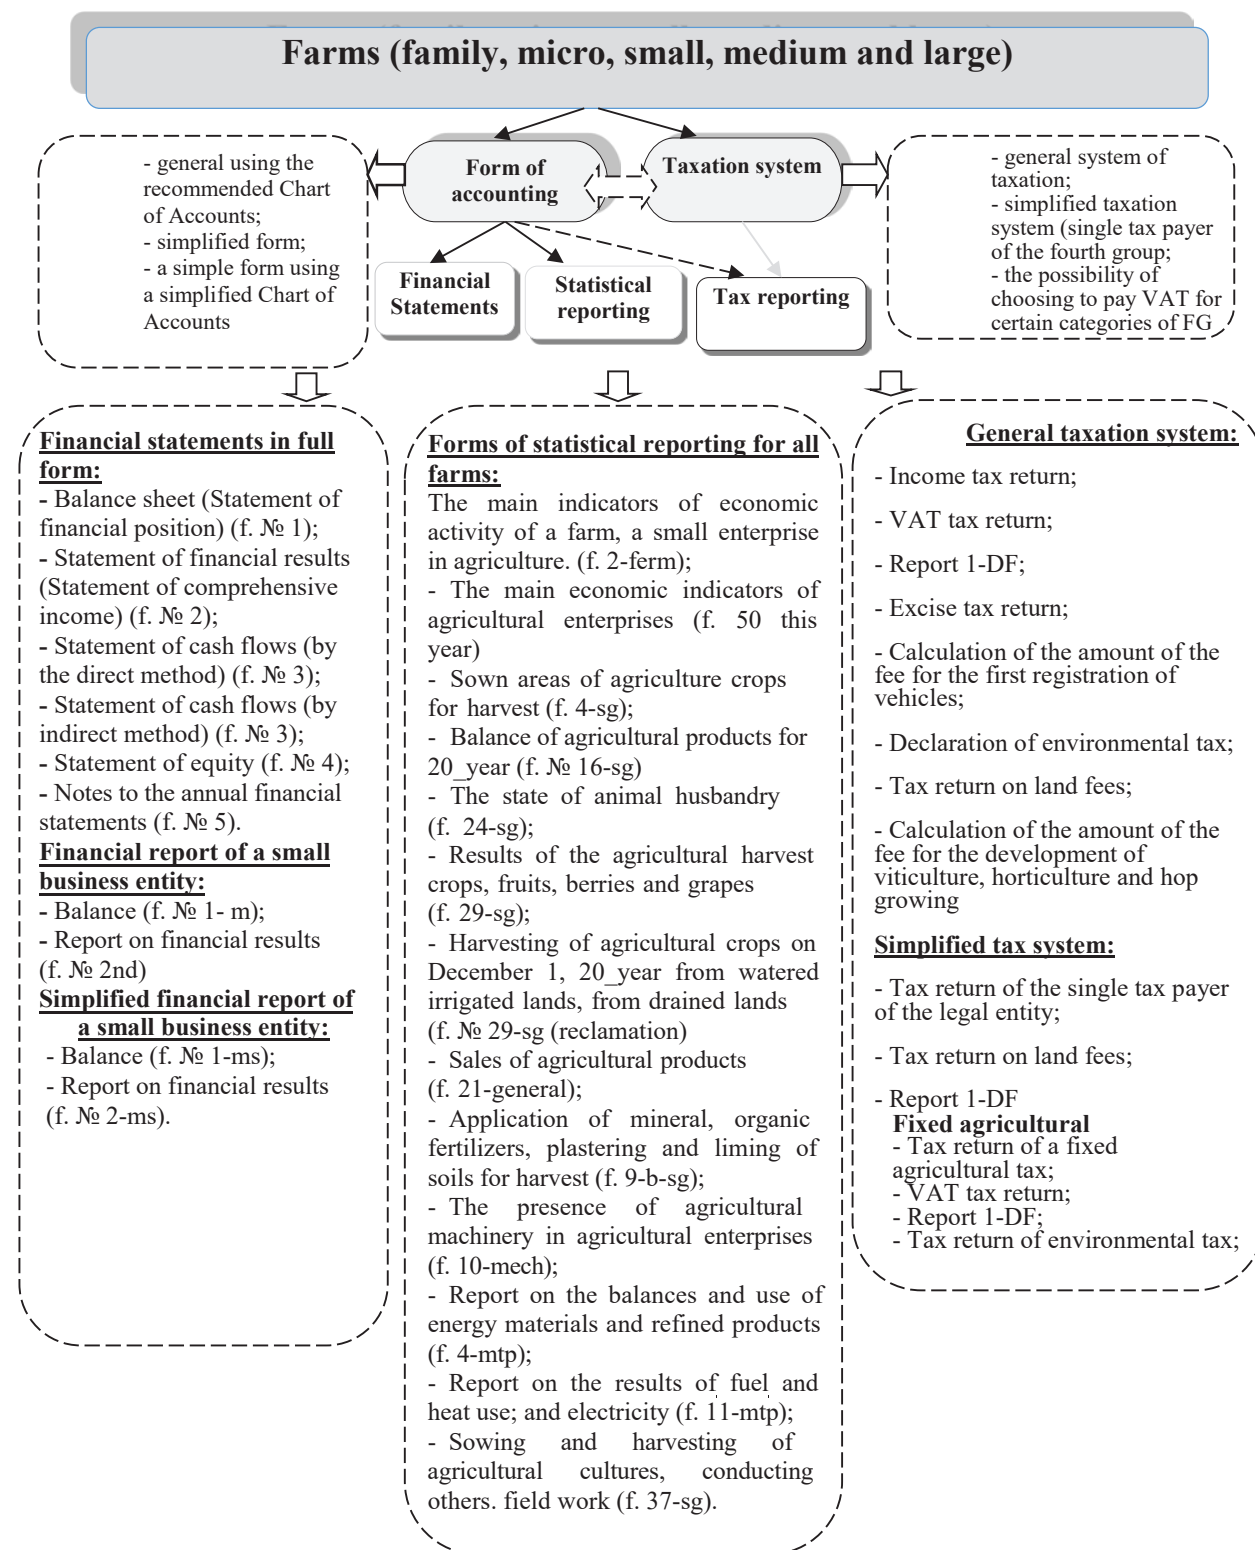 Farms (family, micro, small, medium and large)
Form of
accounting
Taxation system
- general using the
recommended Chart
of Accounts;
- simplified form;
- a simple form using
a simplified Chart of
Accounts
- general system of
taxation;
- simplified taxation
system (single tax payer
of the fourth group;
- the possibility of
choosing to pay VAT for
certain categories of FG
Financial
Statements
Statistical
reporting
Tax reporting
Financial statements in full
form:
- Balance sheet (Statement of
financial position) (f. № 1);
- Statement of financial results
(Statement of comprehensive
income) (f. № 2);
- Statement of cash flows (by
the direct method) (f. № 3);
- Statement of cash flows (by
indirect method) (f. № 3);
- Statement of equity (f. № 4);
- Notes to the annual financial
statements (f. № 5).
Financial report of a small
business entity:
- Balance (f. № 1- m);
- Report on financial results
(f. № 2nd)
Simplified financial report of
a small business entity:
- Balance (f. № 1-ms);
- Report on financial results
(f. № 2-ms).
Forms of statistical reporting for all
farms:
The main indicators of economic
activity of a farm, a small enterprise
in agriculture. (f. 2-ferm);
- The main economic indicators of
agricultural enterprises (f. 50 this
year)
- Sown areas of agriculture crops
for harvest (f. 4-sg);
- Balance of agricultural products for
20_year (f. № 16-sg)
- The state of animal husbandry
(f. 24-sg);
- Results of the agricultural harvest
crops, fruits, berries and grapes
(f. 29-sg);
- Harvesting of agricultural crops on
December 1, 20_year from watered
irrigated lands, from drained lands
(f. № 29-sg (reclamation)
- Sales of agricultural products
(f. 21-general);
- Application of mineral, organic
fertilizers, plastering and liming of
soils for harvest (f. 9-b-sg);
- The presence of agricultural
machinery in agricultural enterprises
(f. 10-mech);
- Report on the balances and use of
energy materials and refined products
(f. 4-mtp);
- Report on the results of fuel and
heat use; and electricity (f. 11-mtp);
- Sowing and harvesting of
agricultural cultures, conducting
others. field work (f. 37-sg).
General taxation system:
- Income tax return;
- VAT tax return;
- Report 1-DF;
- Excise tax return;
- Calculation of the amount of the
fee for the first registration of
vehicles;
- Declaration of environmental tax;
- Tax return on land fees;
- Calculation of the amount of the
fee for the development of
viticulture, horticulture and hop
growing
Simplified tax system:
- Tax return of the single tax payer
of the legal entity;
- Tax return on land fees;
- Report 1-DF
Fixed agricultural
- Tax return of a fixed
agricultural tax;
- VAT tax return;
- Report 1-DF;
- Tax return of environmental tax;